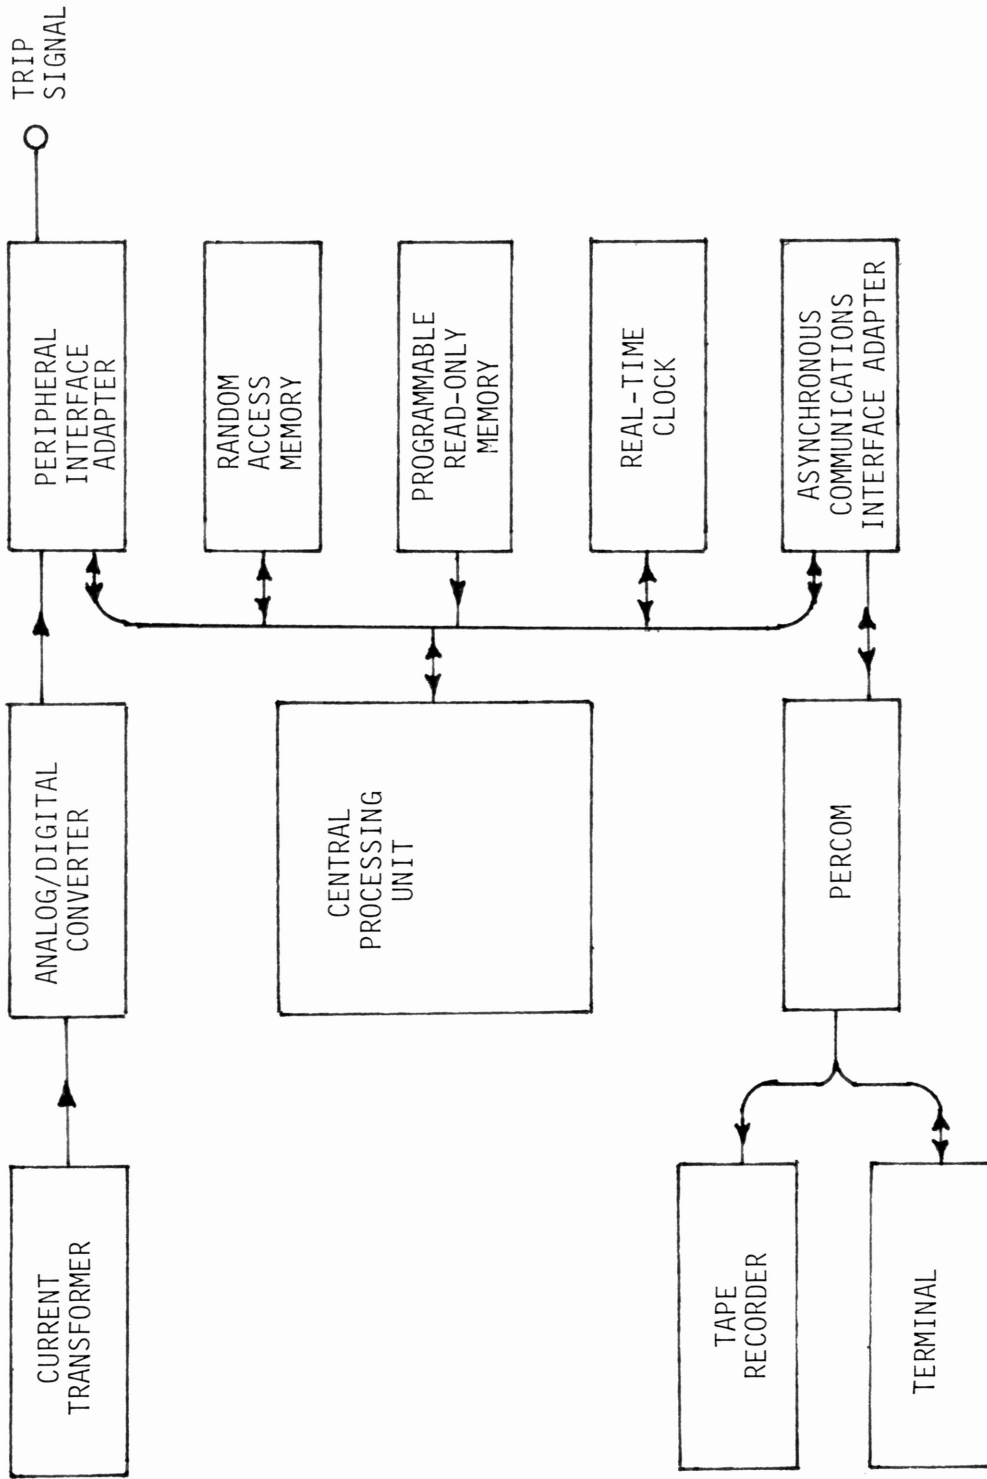 CURRENT
TRANSFORMER
ANALOG/DIGITAL
CONVERTER
PERIPHERAL
INTERFACE
ADAPTER
TRIP
SIGNAL
RANDOM
ACCESS
MEMORY
CENTRAL
PROCESSING
UNIT
PROGRAMMABLE
READ-ONLY
MEMORY
REAL-TIME
CLOCK
TAPE
RECORDER
TERMINAL
PERCOM
ASYNCHRONOUS
COMMUNICATIONS
INTERFACE ADAPTER